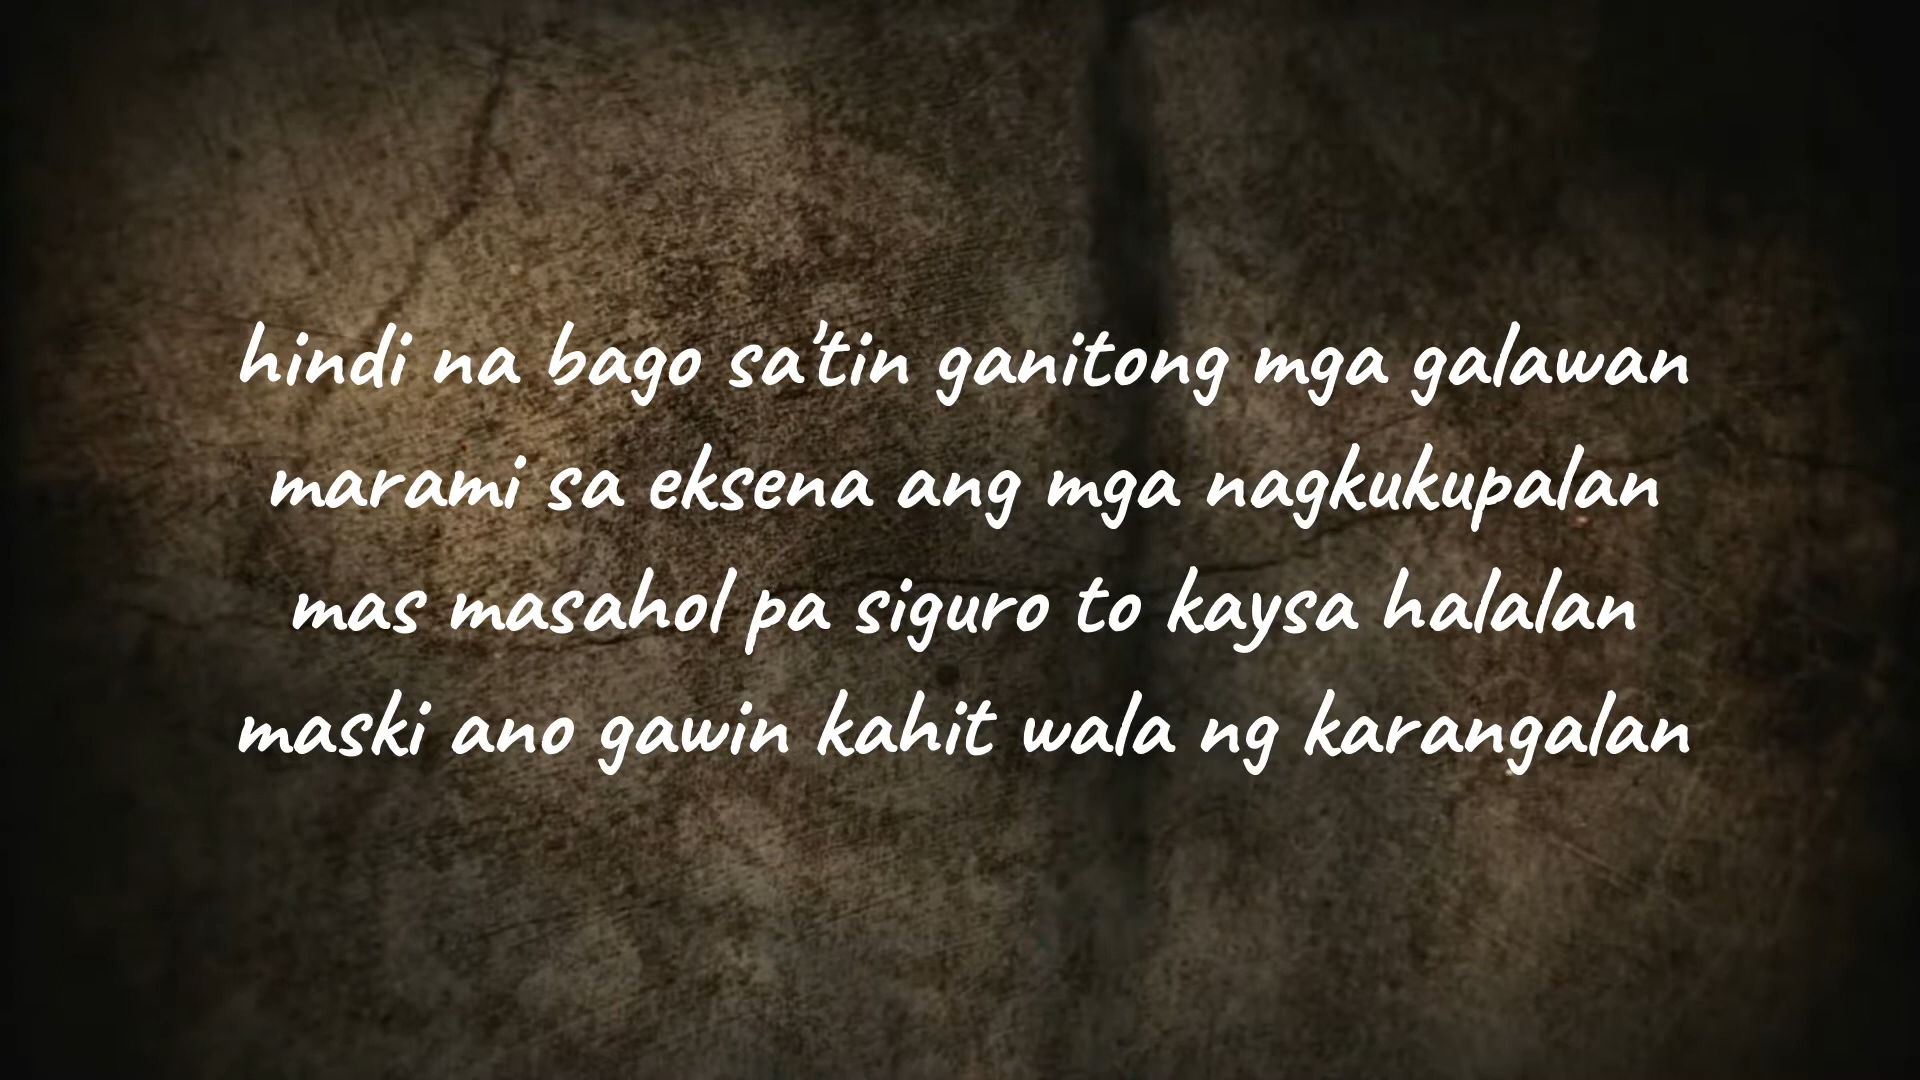 hindi na bago sa'tin ganitong mga galawan
marami sa eksena ang mga nagkukupalan
mas masahol pa siguro to kaysa halalan
maski ano gawin kahit wala ng karangalan